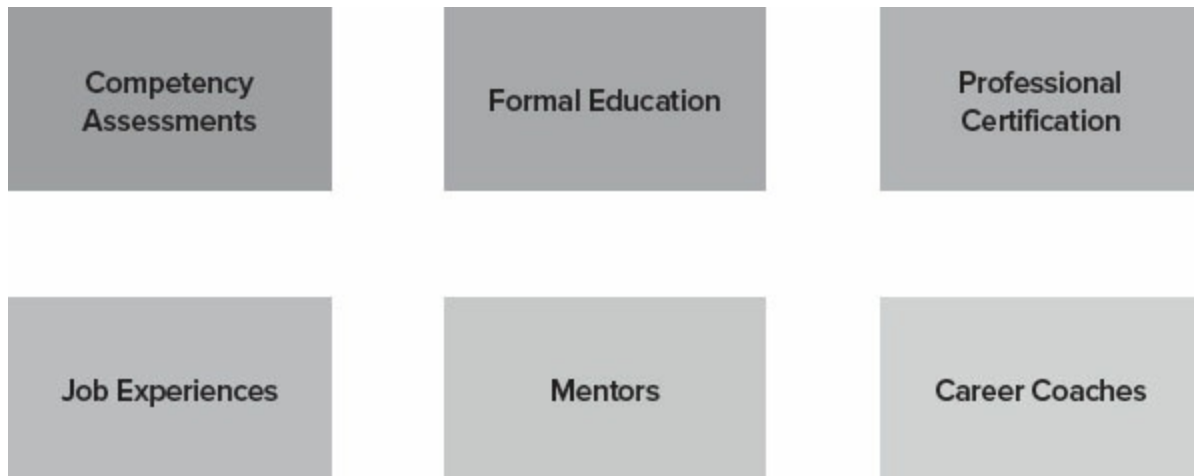 Competency
Assessments
Formal Education
Professional
Certification
Job Experiences
Mentors
Career Coaches